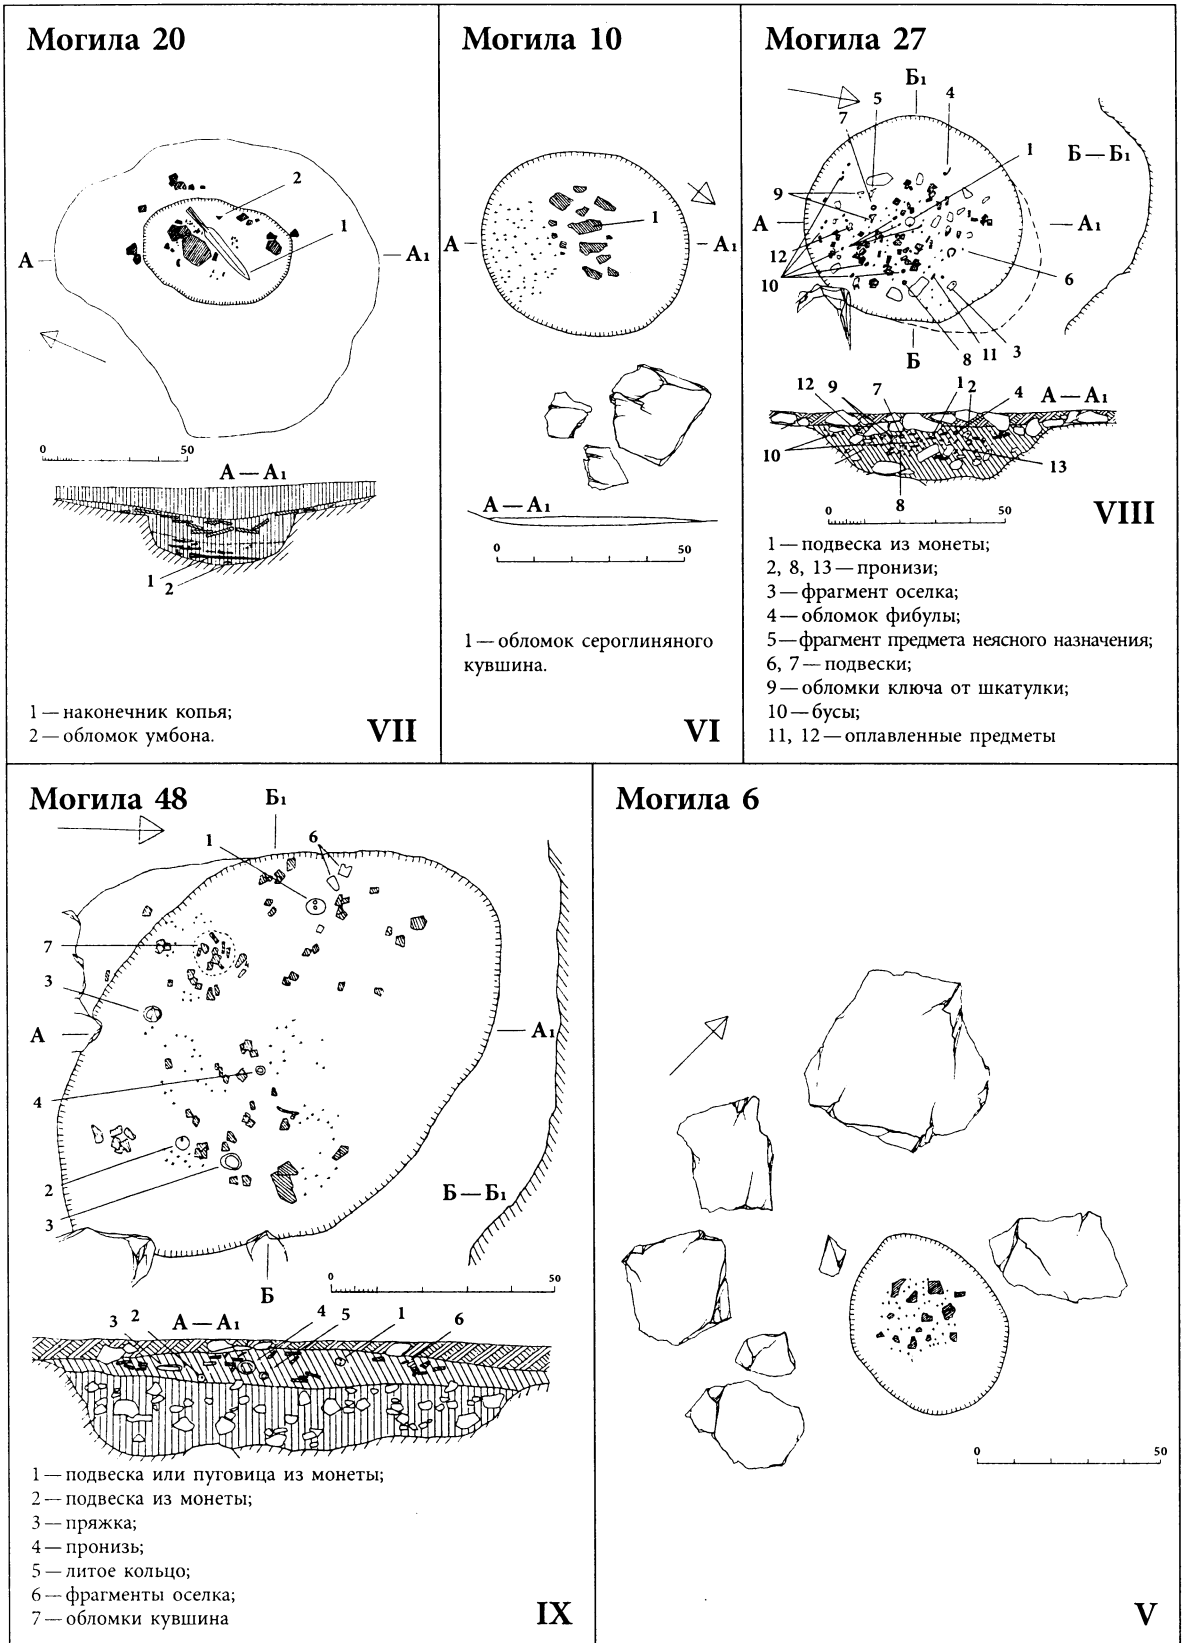 Могила 20
2
1
А
А₁
0 50
А—А₁
1
2
1—наконечник копья;
2—обломок умбона.
VII
Могила 10
1
А
А₁
А—А₁
0 50
1—обломок сероглиняного
кувшина.
VI
Могила 27
Б₁
5 4
7
1
Б—Б₁
9
А
А₁
12
6
10
8 11 3
Б
12 9 7 1 2 4 А—А₁
10
13
8
0 50
VIII
1—подвеска из монеты;
2, 8, 13—пронизи;
3—фрагмент оселка;
4—обломок фибулы;
5—фрагмент предмета неясного назначения;
6, 7—подвески;
9—обломки ключа от шкатулки;
10—бусы;
11, 12—оплавленные предметы
Могила 48
Б₁
1 6
7
3
А
А₁
4
2
Б—Б₁
3
Б
0 50
3 2 А—А₁ 4 5 1 6
1—подвеска или пуговица из монеты;
2—подвеска из монеты;
3—пряжка;
4—пронизь;
5—литое кольцо;
6—фрагменты оселка;
7—обломки кувшина
IX
Могила 6
0 50
V